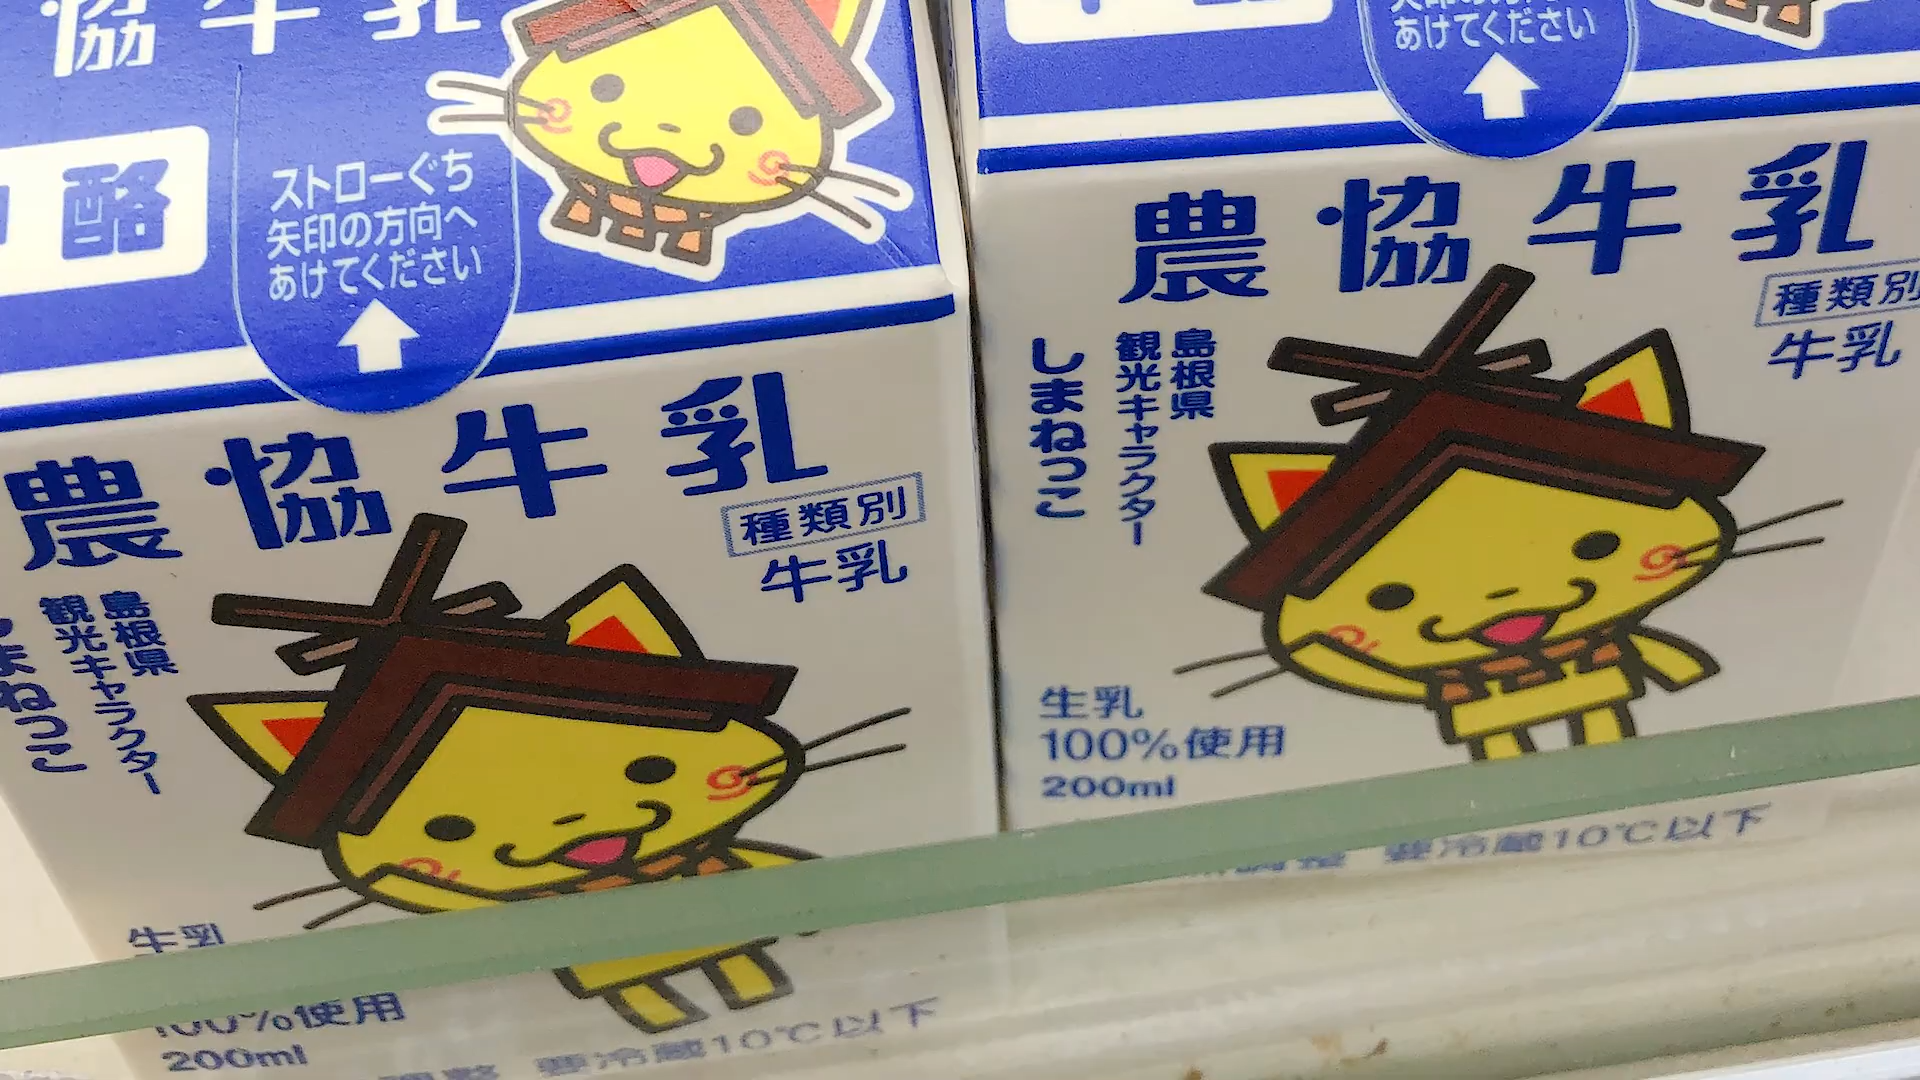 協牛乳
酪
ストローぐち
矢印の方向へ
あけてください
農協牛乳
種類別
牛乳
島根県
観光キャラクター
しまねっこ
100%使用
200ml
要冷蔵10℃以下
あけてください
農協牛乳
種類別
牛乳
島根県
観光キャラクター
しまねっこ
生乳
100%使用
200ml
調整 要冷蔵10℃以下